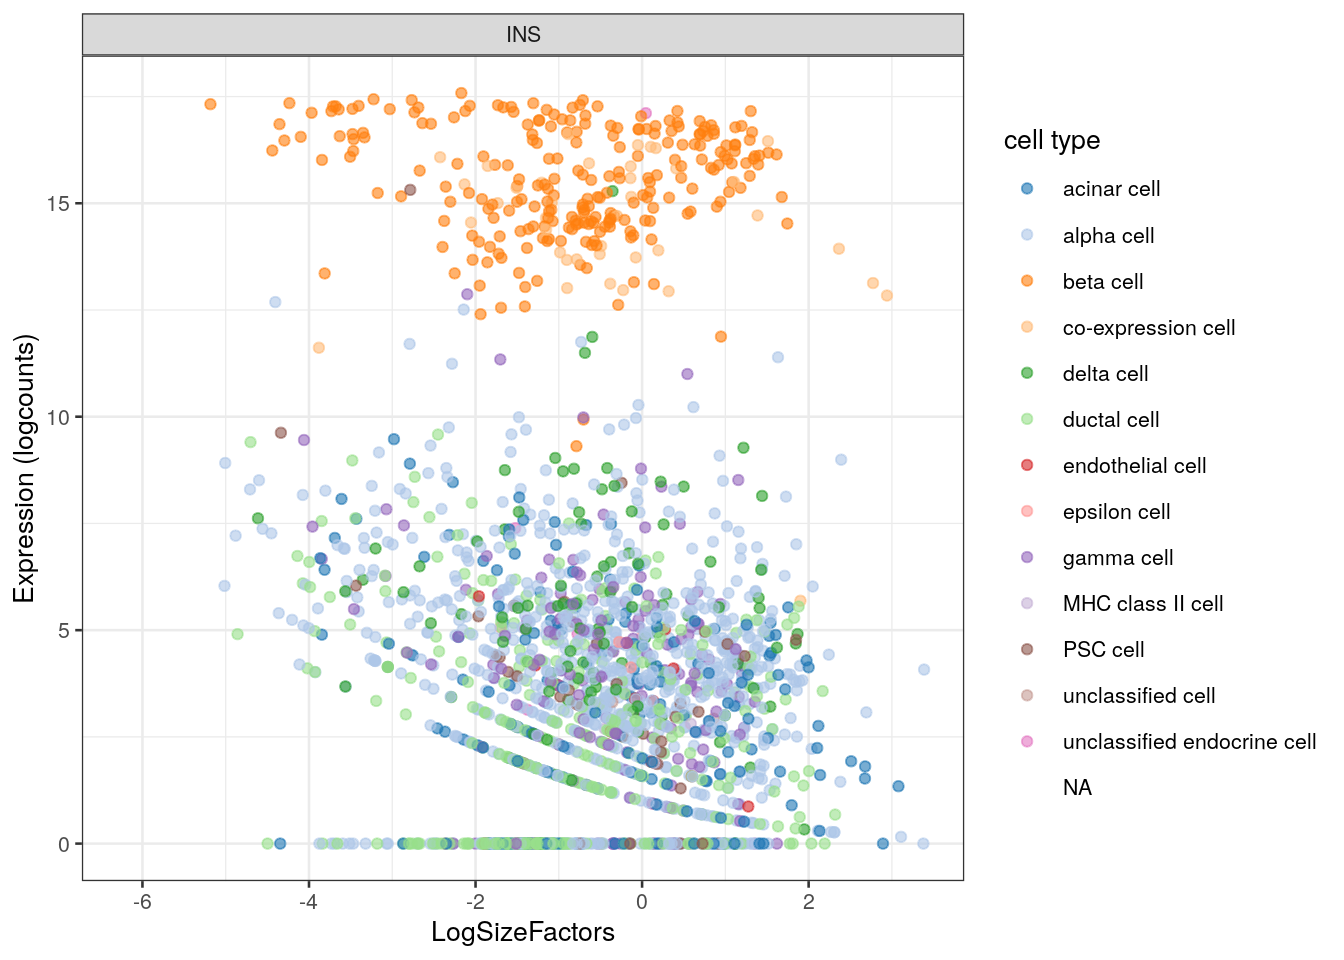 INS
Expression (logcounts)
15
10
5
0
-6
-4
-2
0
2
LogSizeFactors
cell type
acinar cell
alpha cell
beta cell
co-expression cell
delta cell
ductal cell
endothelial cell
epsilon cell
gamma cell
MHC class II cell
PSC cell
unclassified cell
unclassified endocrine cell
NA